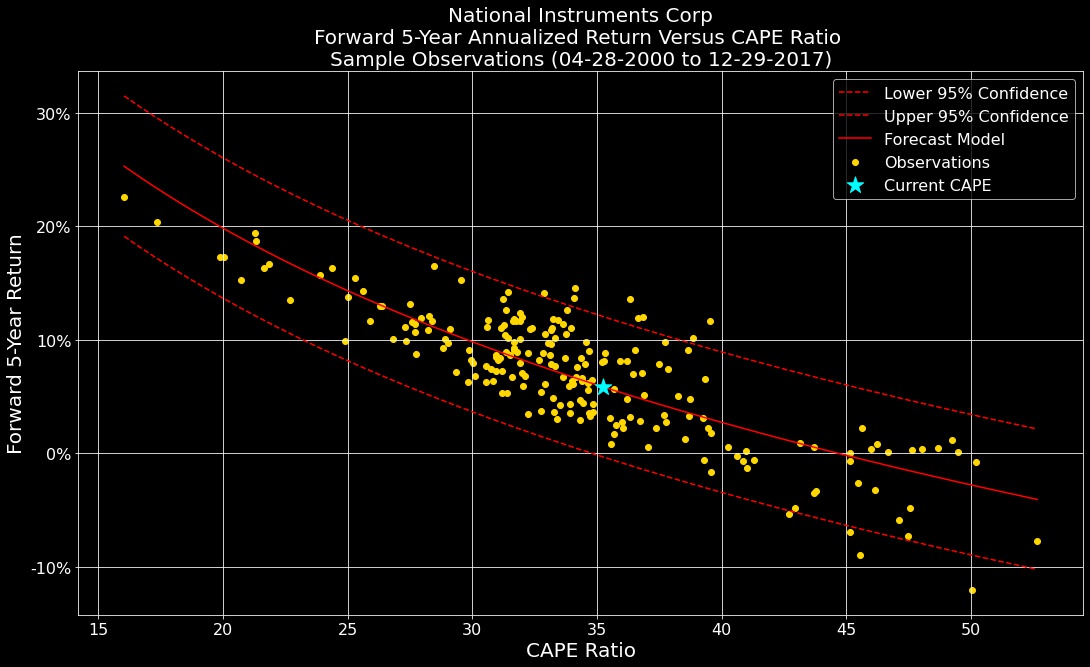 National Instruments Corp
Forward 5-Year Annualized Return Versus CAPE Ratio
Sample Observations (04-28-2000 to 12-29-2017)
Lower 95% Confidence
Upper 95% Confidence
Forecast Model
Observations
Current CAPE
Forward 5-Year Return
30%
20%
10%
0%
-10%
15 20 25 30 35 40 45 50
CAPE Ratio